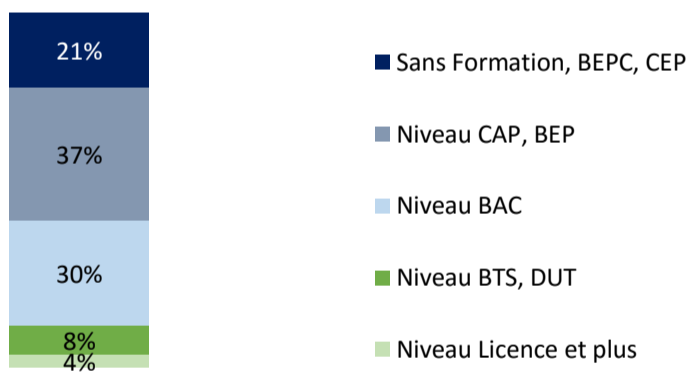 21%
37%
30%
8%
4%
Sans Formation, BEPC, CEP
Niveau CAP, BEP
Niveau BAC
Niveau BTS, DUT
Niveau Licence et plus